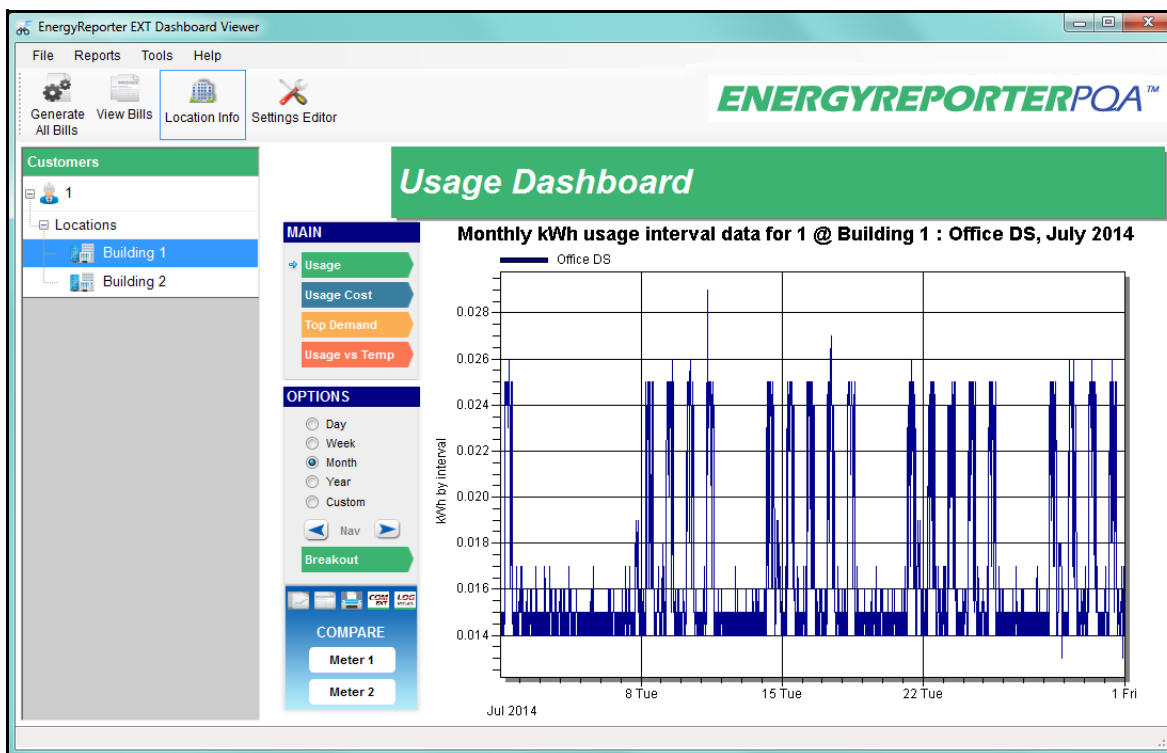 EnergyReporter EXT Dashboard Viewer
File Reports Tools Help
Generate All Bills
View Bills
Location Info
Settings Editor
ENERGYREPORTERPQA™
Customers
1
Locations
Building 1
Building 2
Usage Dashboard
MAIN
Usage
Usage Cost
Top Demand
Usage vs Temp
OPTIONS
Day
Week
Month
Year
Custom
Nav
Breakout
COM EXT
LOG
COMPARE
Meter 1
Meter 2
Monthly kWh usage interval data for 1 @ Building 1 : Office DS, July 2014
Office DS
kWh by interval
0.028
0.026
0.024
0.022
0.020
0.018
0.016
0.014
8 Tue
15 Tue
22 Tue
1 Fri
Jul 2014